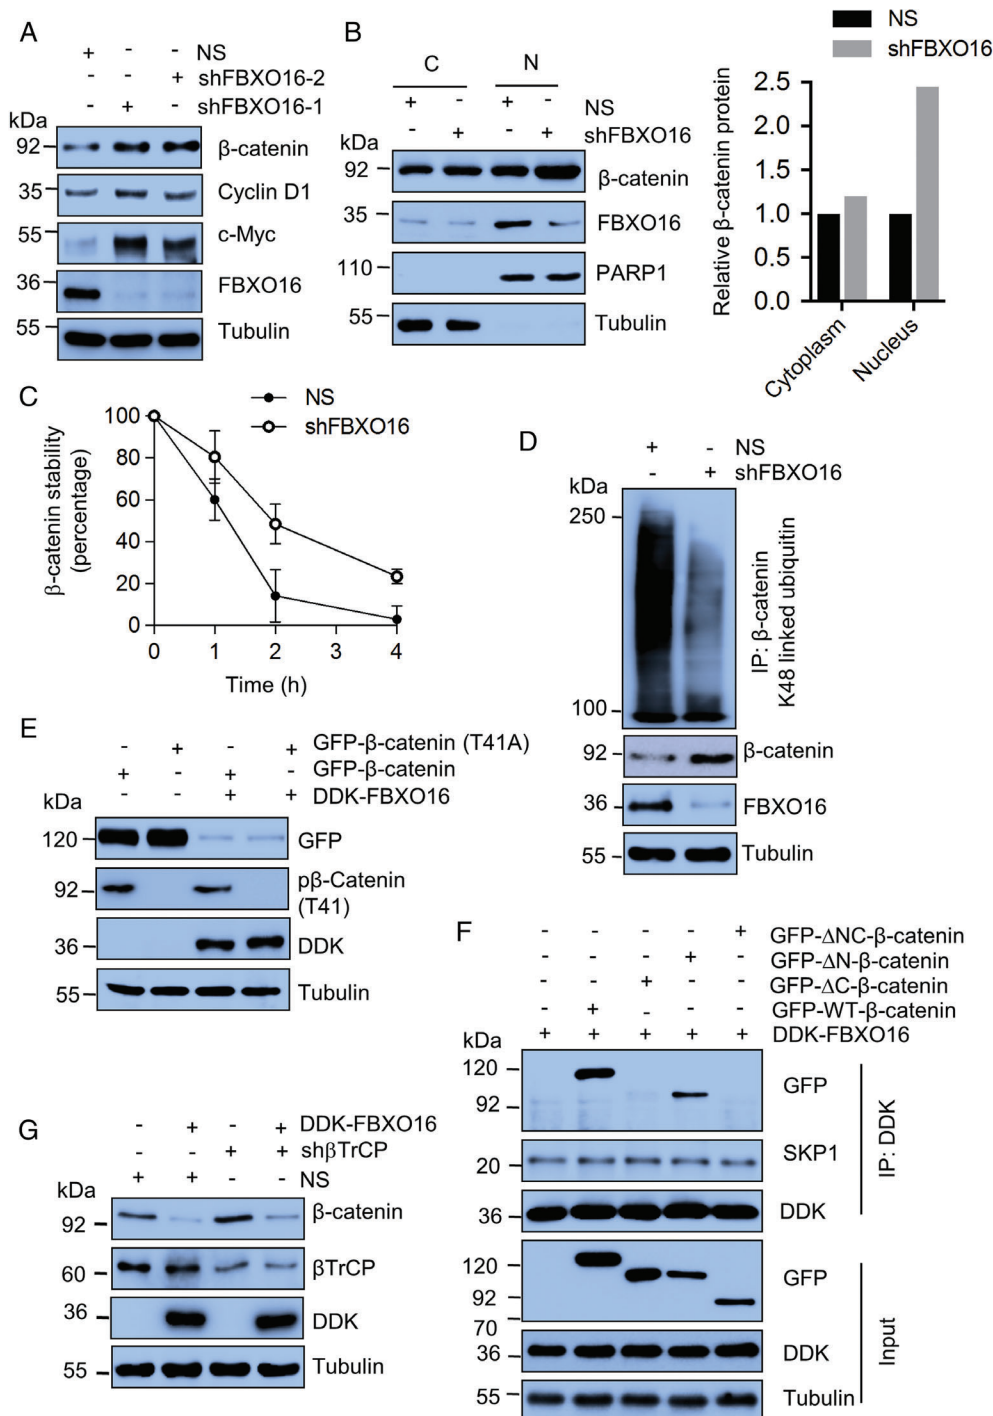 A
+ - - NS
- - + shFBXO16-2
- + - shFBXO16-1
kDa
92 β-catenin
35 Cyclin D1
55 c-Myc
36 FBXO16
55 Tubulin
B
C N
+ - + - NS
- + - + shFBXO16
kDa
92 β-catenin
35 FBXO16
110 PARP1
55 Tubulin
NS
shFBXO16
Relative β-catenin protein
2.5
2.0
1.5
1.0
0.5
0.0
Cytoplasm
Nucleus
C
NS
shFBXO16
β-catenin stability
(percentage)
100
80
60
40
20
0
0 1 2 3 4
Time (h)
D
+ - NS
- + shFBXO16
kDa
250
100
IP: β-catenin
K48 linked ubiquitin
92 β-catenin
36 FBXO16
55 Tubulin
E
- + - + GFP-β-catenin (T41A)
+ - + - GFP-β-catenin
- - + + DDK-FBXO16
kDa
120 GFP
92 pβ-Catenin
(T41)
36 DDK
55 Tubulin
F
- - - - + GFP-ΔNC-β-catenin
- - - + - GFP-ΔN-β-catenin
- - + - - GFP-ΔC-β-catenin
- + - - - GFP-WT-β-catenin
+ + + + + DDK-FBXO16
kDa
120 GFP
92
20 SKP1
36 DDK
IP: DDK
120 GFP
92
70
36 DDK
55 Tubulin
Input
G
- + - + DDK-FBXO16
- - + + shβTrCP
+ + - - NS
kDa
92 β-catenin
60 βTrCP
36 DDK
55 Tubulin